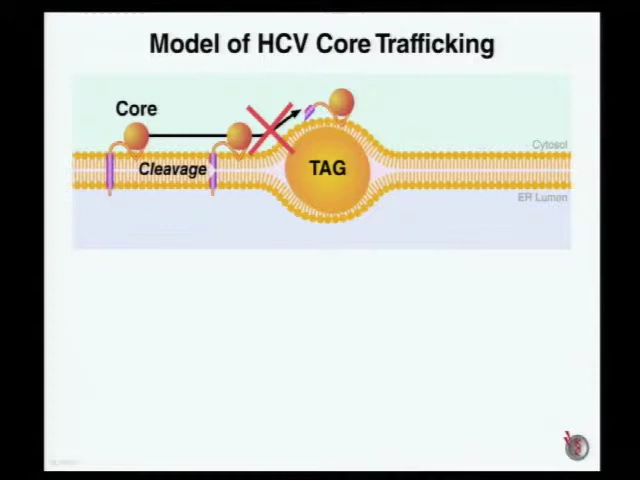 Model of HCV Core Trafficking
Core
Cytosol
Cleavage
TAG
ER Lumen